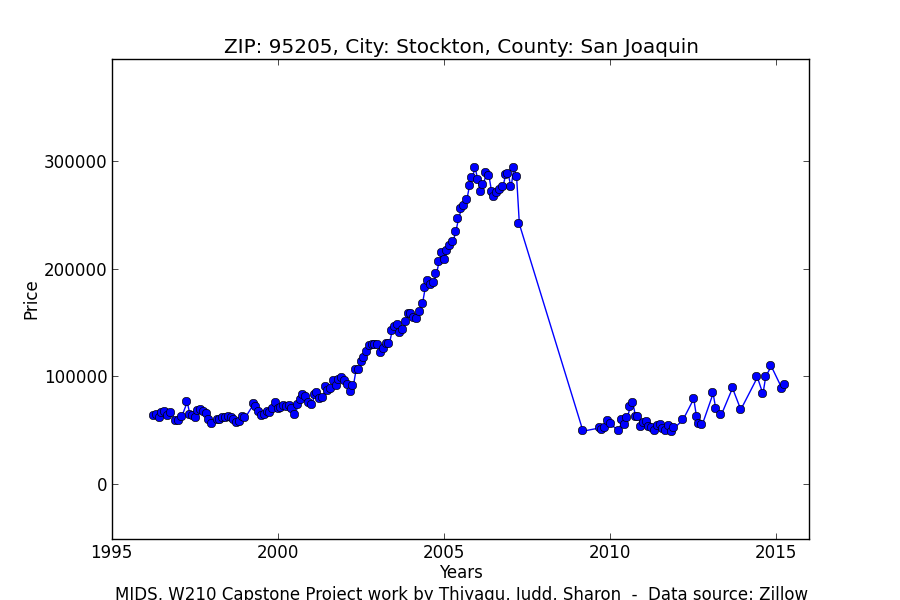 ZIP: 95205, City: Stockton, County: San Joaquin
300000
200000
100000
0
Price
1995 2000 2005 2010 2015
Years
MIDS, W210 Capstone Project work by Thiyagu, Judd, Sharon - Data source: Zillow